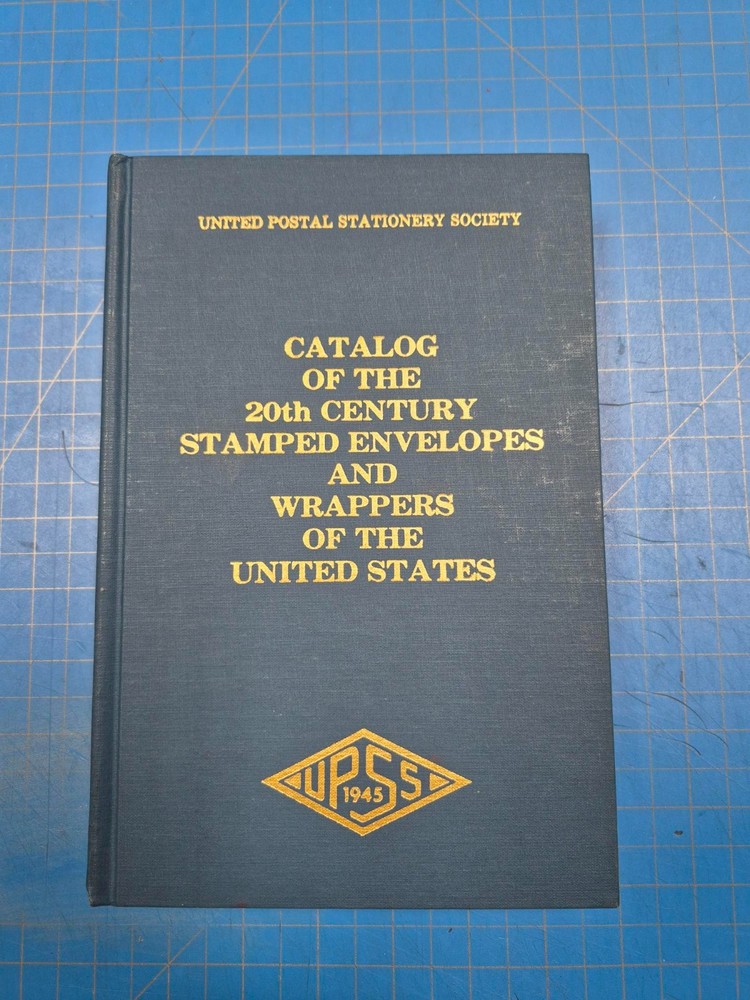 UNITED POSTAL STATIONERY SOCIETY
CATALOG
OF THE
20th CENTURY
STAMPED ENVELOPES
AND
WRAPPERS
OF THE
UNITED STATES
UPSS
1945